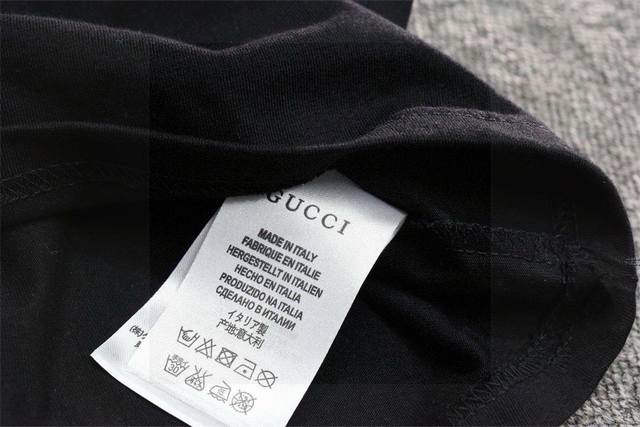 GUCCI
MADE IN ITALY
FABRIQUE EN ITALIE
HERGESTELLT IN ITALIEN
HECHO EN ITALIA
PRODUZIDO NA ITALIA
СДЕЛАНО В ИТАЛИИ
イタリア製
产地:意大利